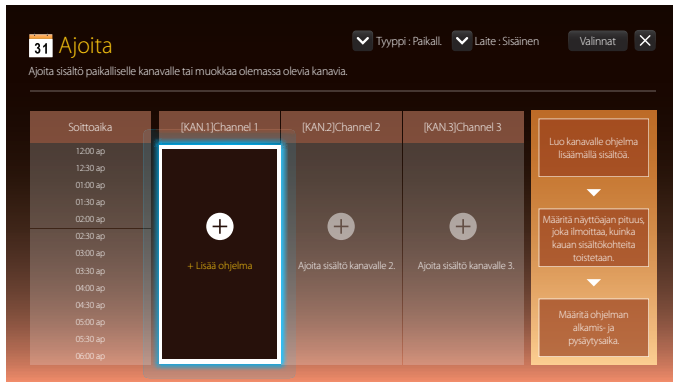 31 Ajoita
Tyyppi : Paikall. Laite : Sisäinen Valinnat
Ajoita sisältö paikalliselle kanavalle tai muokkaa olemassa olevia kanavia.
Soittoaika [KAN.1]Channel 1 [KAN.2]Channel 2 [KAN.3]Channel 3
12:00 ap
12:30 ap
01:00 ap
01:30 ap
02:00 ap
02:30 ap
03:00 ap
03:30 ap
04:00 ap
04:30 ap
05:00 ap
05:30 ap
06:00 ap
+ Lisää ohjelma
Ajoita sisältö kanavalle 2.
Ajoita sisältö kanavalle 3.
Luo kanavalle ohjelma
lisäämällä sisältöä.
Määritä näyttöajan pituus,
joka ilmoittaa, kuinka
kauan sisältökohteita
toistetaan.
Määritä ohjelman
alkamis- ja
pysäytysaika.